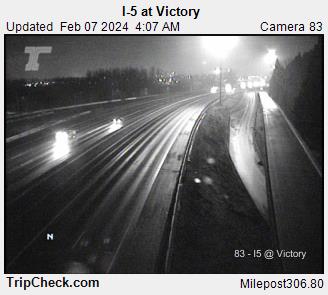 I-5 at Victory
Updated Feb 07 2024 4:07 AM Camera 83
T
N
83 - I5 @ Victory
TripCheck.com Milepost306.80